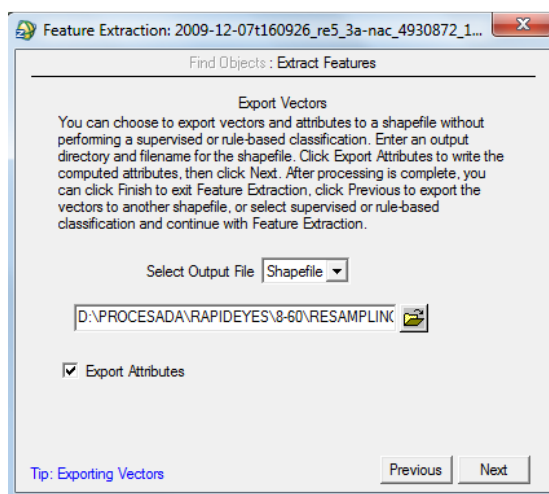 Feature Extraction: 2009-12-07t160926_re5_3a-nac_4930872_1...
Find Objects : Extract Features
Export Vectors
You can choose to export vectors and attributes to a shapefile without
performing a supervised or rule-based classification. Enter an output
directory and filename for the shapefile. Click Export Attributes to write the
computed attributes, then click Next. After processing is complete, you
can click Finish to exit Feature Extraction, click Previous to export the
vectors to another shapefile, or select supervised or rule-based
classification and continue with Feature Extraction.
Select Output File Shapefile
D:\PROCESADA\RAPIDEYES\8-60\RESAMPLIN
Export Attributes
Tip: Exporting Vectors Previous Next